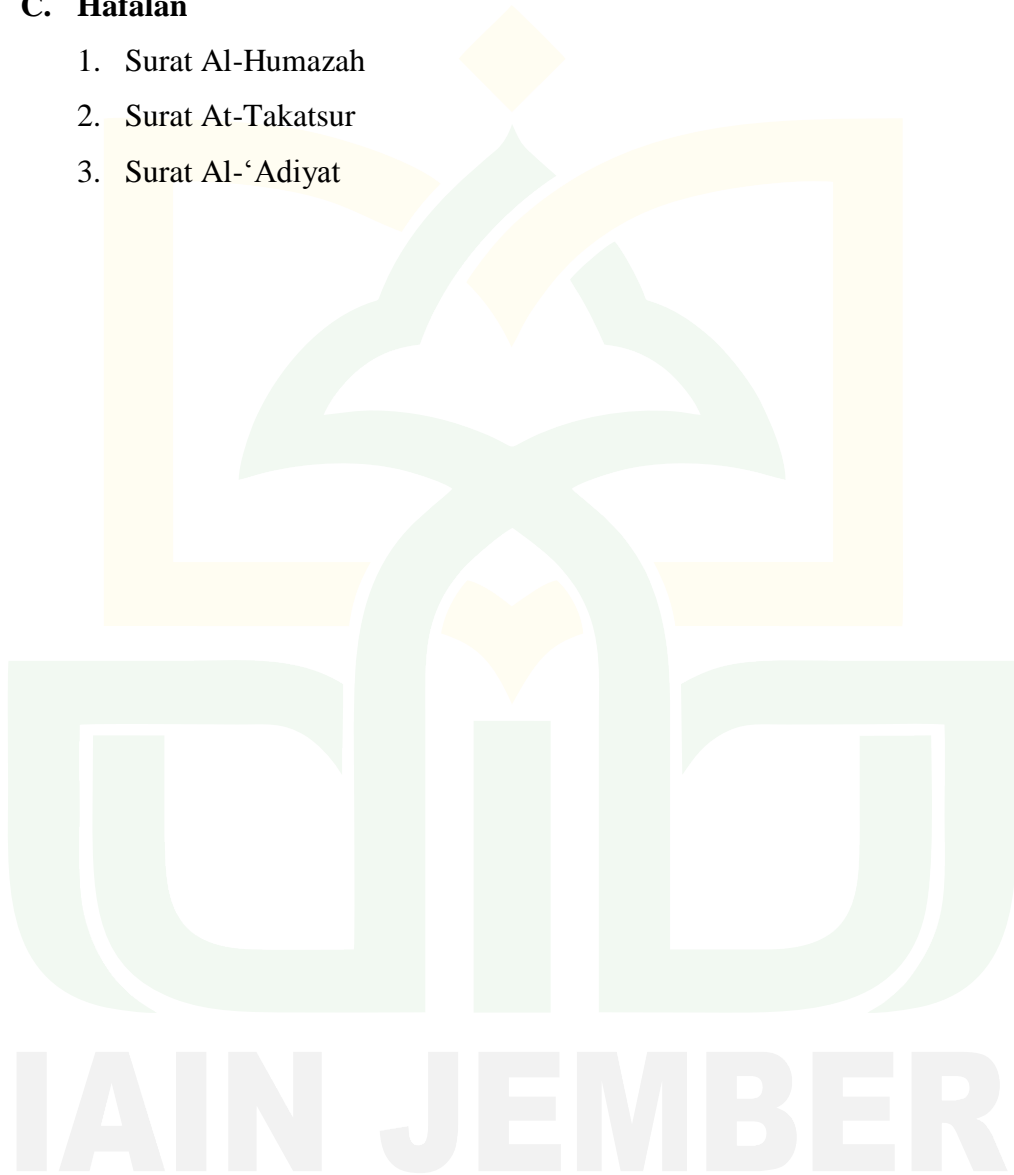 C. Hafalan
1. Surat Al-Humazah
2. Surat At-Takatsur
3. Surat Al-‘Adiyat
IAIN JEMBER